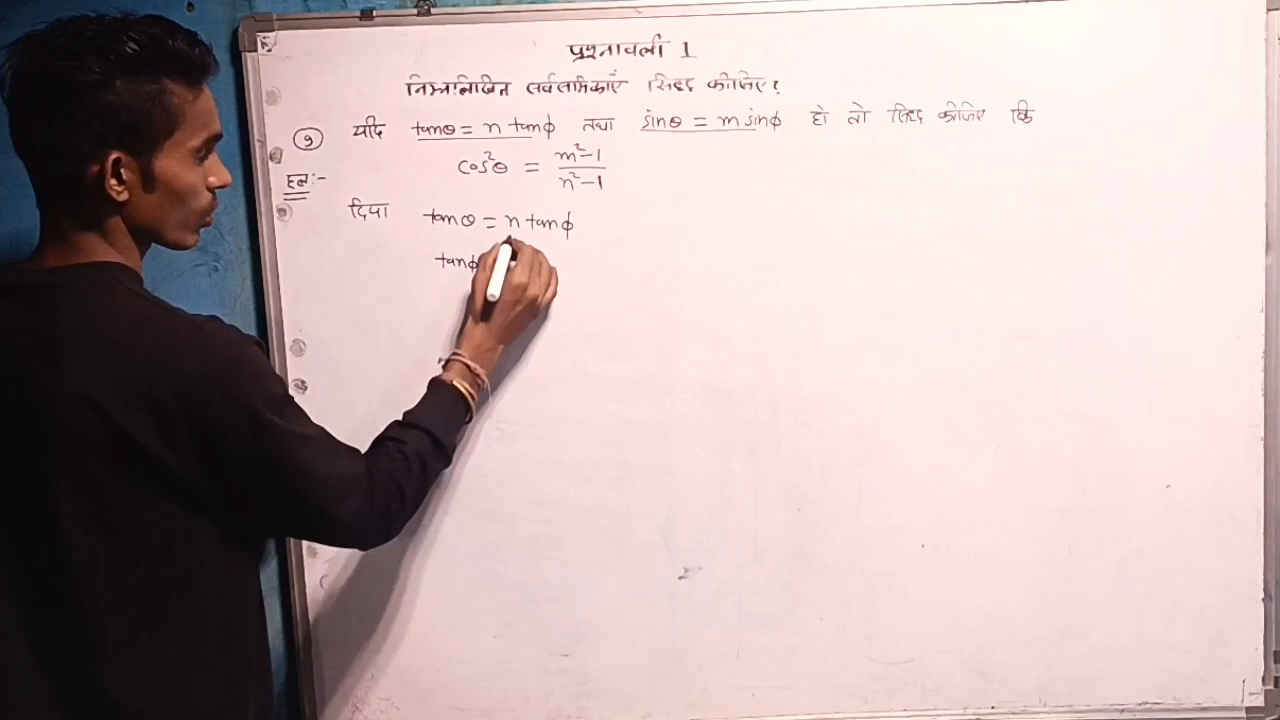 प्रश्नावली 1
निम्नलिखित सर्वसमिकाएँ सिद्ध कीजिए?
9 यदि tanθ = n tanϕ तथा sinθ = m sinϕ हो तो सिद्ध कीजिए कि
cos²θ = (m²-1)/(n²-1)
हल:-
दिया tanθ = n tanϕ
tanϕ